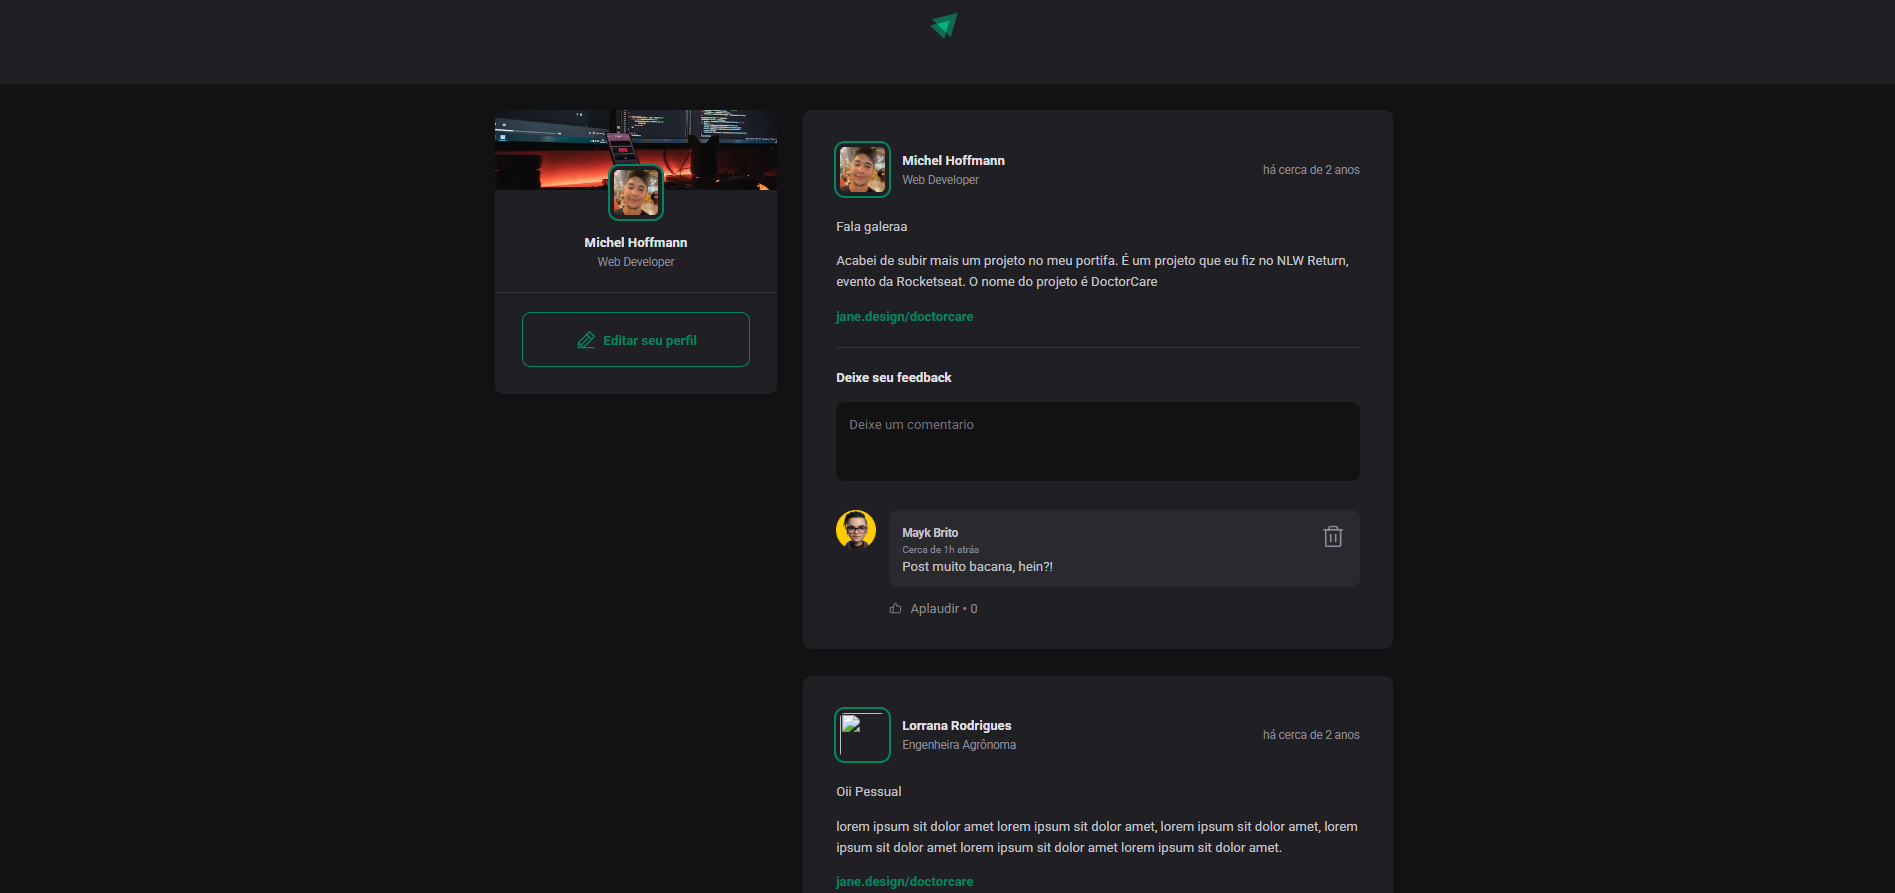 Michel Hoffmann
Web Developer
Editar seu perfil
Michel Hoffmann
Web Developer
há cerca de 2 anos
Fala galeraa
Acabei de subir mais um projeto no meu portifa. É um projeto que eu fiz no NLW Return,
evento da Rocketseat. O nome do projeto é DoctorCare
jane.design/doctorcare
Deixe seu feedback
Deixe um comentario
Mayk Brito
Cerca de 1h atrás
Post muito bacana, hein?!
Aplaudir • 0
Lorrana Rodrigues
Engenheira Agrônoma
há cerca de 2 anos
Oii Pessual
lorem ipsum sit dolor amet lorem ipsum sit dolor amet, lorem ipsum sit dolor amet, lorem
ipsum sit dolor amet lorem ipsum sit dolor amet lorem ipsum sit dolor amet.
jane.design/doctorcare